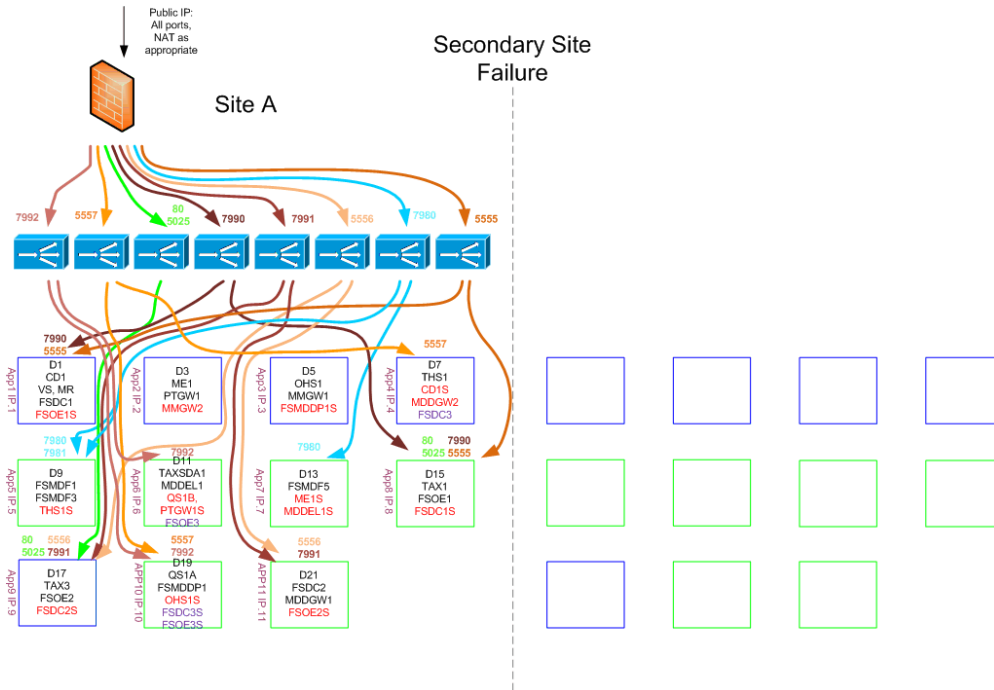 Public IP:
All ports,
NAT as
appropriate
Secondary Site
Failure
Site A
7992
5557
80
5025
7990
7991
5556
7980
5555
7990
5555
5557
App1 IP.1
D1
CD1
VS, MR
FSDC1
FSOE1S
App2 IP.2
D3
ME1
PTGW1
MMGW2
App3 IP.3
D5
OHS1
MMGW1
FSMDDP1S
App4 IP.4
D7
THS1
CD1S
MDDGW2
FSDC3
7980
7981
7992
7980
80
5025
7990
5555
App5 IP.5
D9
FSMDF1
FSMDF3
THS1S
App6 IP.6
D11
TAXSDA1
MDDEL1
QS1B,
PTGW1S
FSOE3
App7 IP.7
D13
FSMDF5
ME1S
MDDEL1S
App8 IP.8
D15
TAX1
FSOE1
FSDC1S
80
5025
5556
7991
5557
7992
5556
7991
App9 IP.9
D17
TAX3
FSOE2
FSDC2S
APP10 IP.10
D19
QS1A
FSMDDP1
OHS1S
FSDC3S
FSOE3S
APP11 IP.11
D21
FSDC2
MDDGW1
FSOE2S